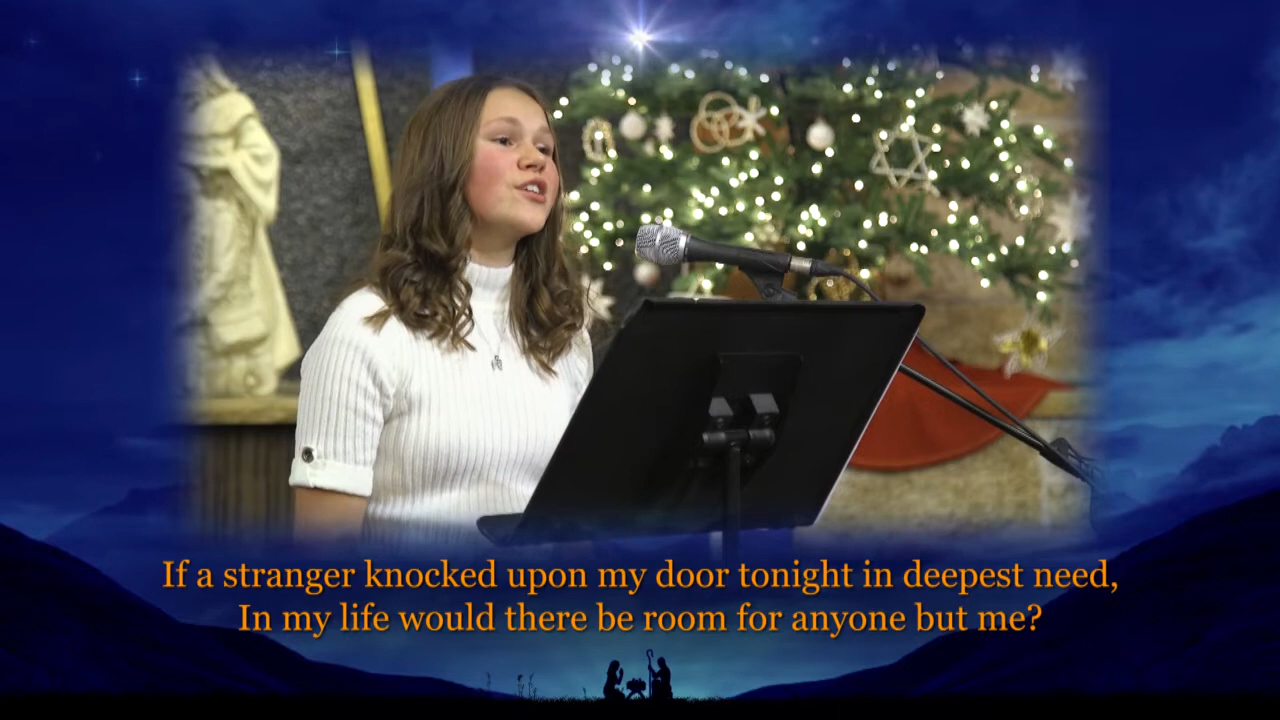 If a stranger knocked upon my door tonight in deepest need,
In my life would there be room for anyone but me?